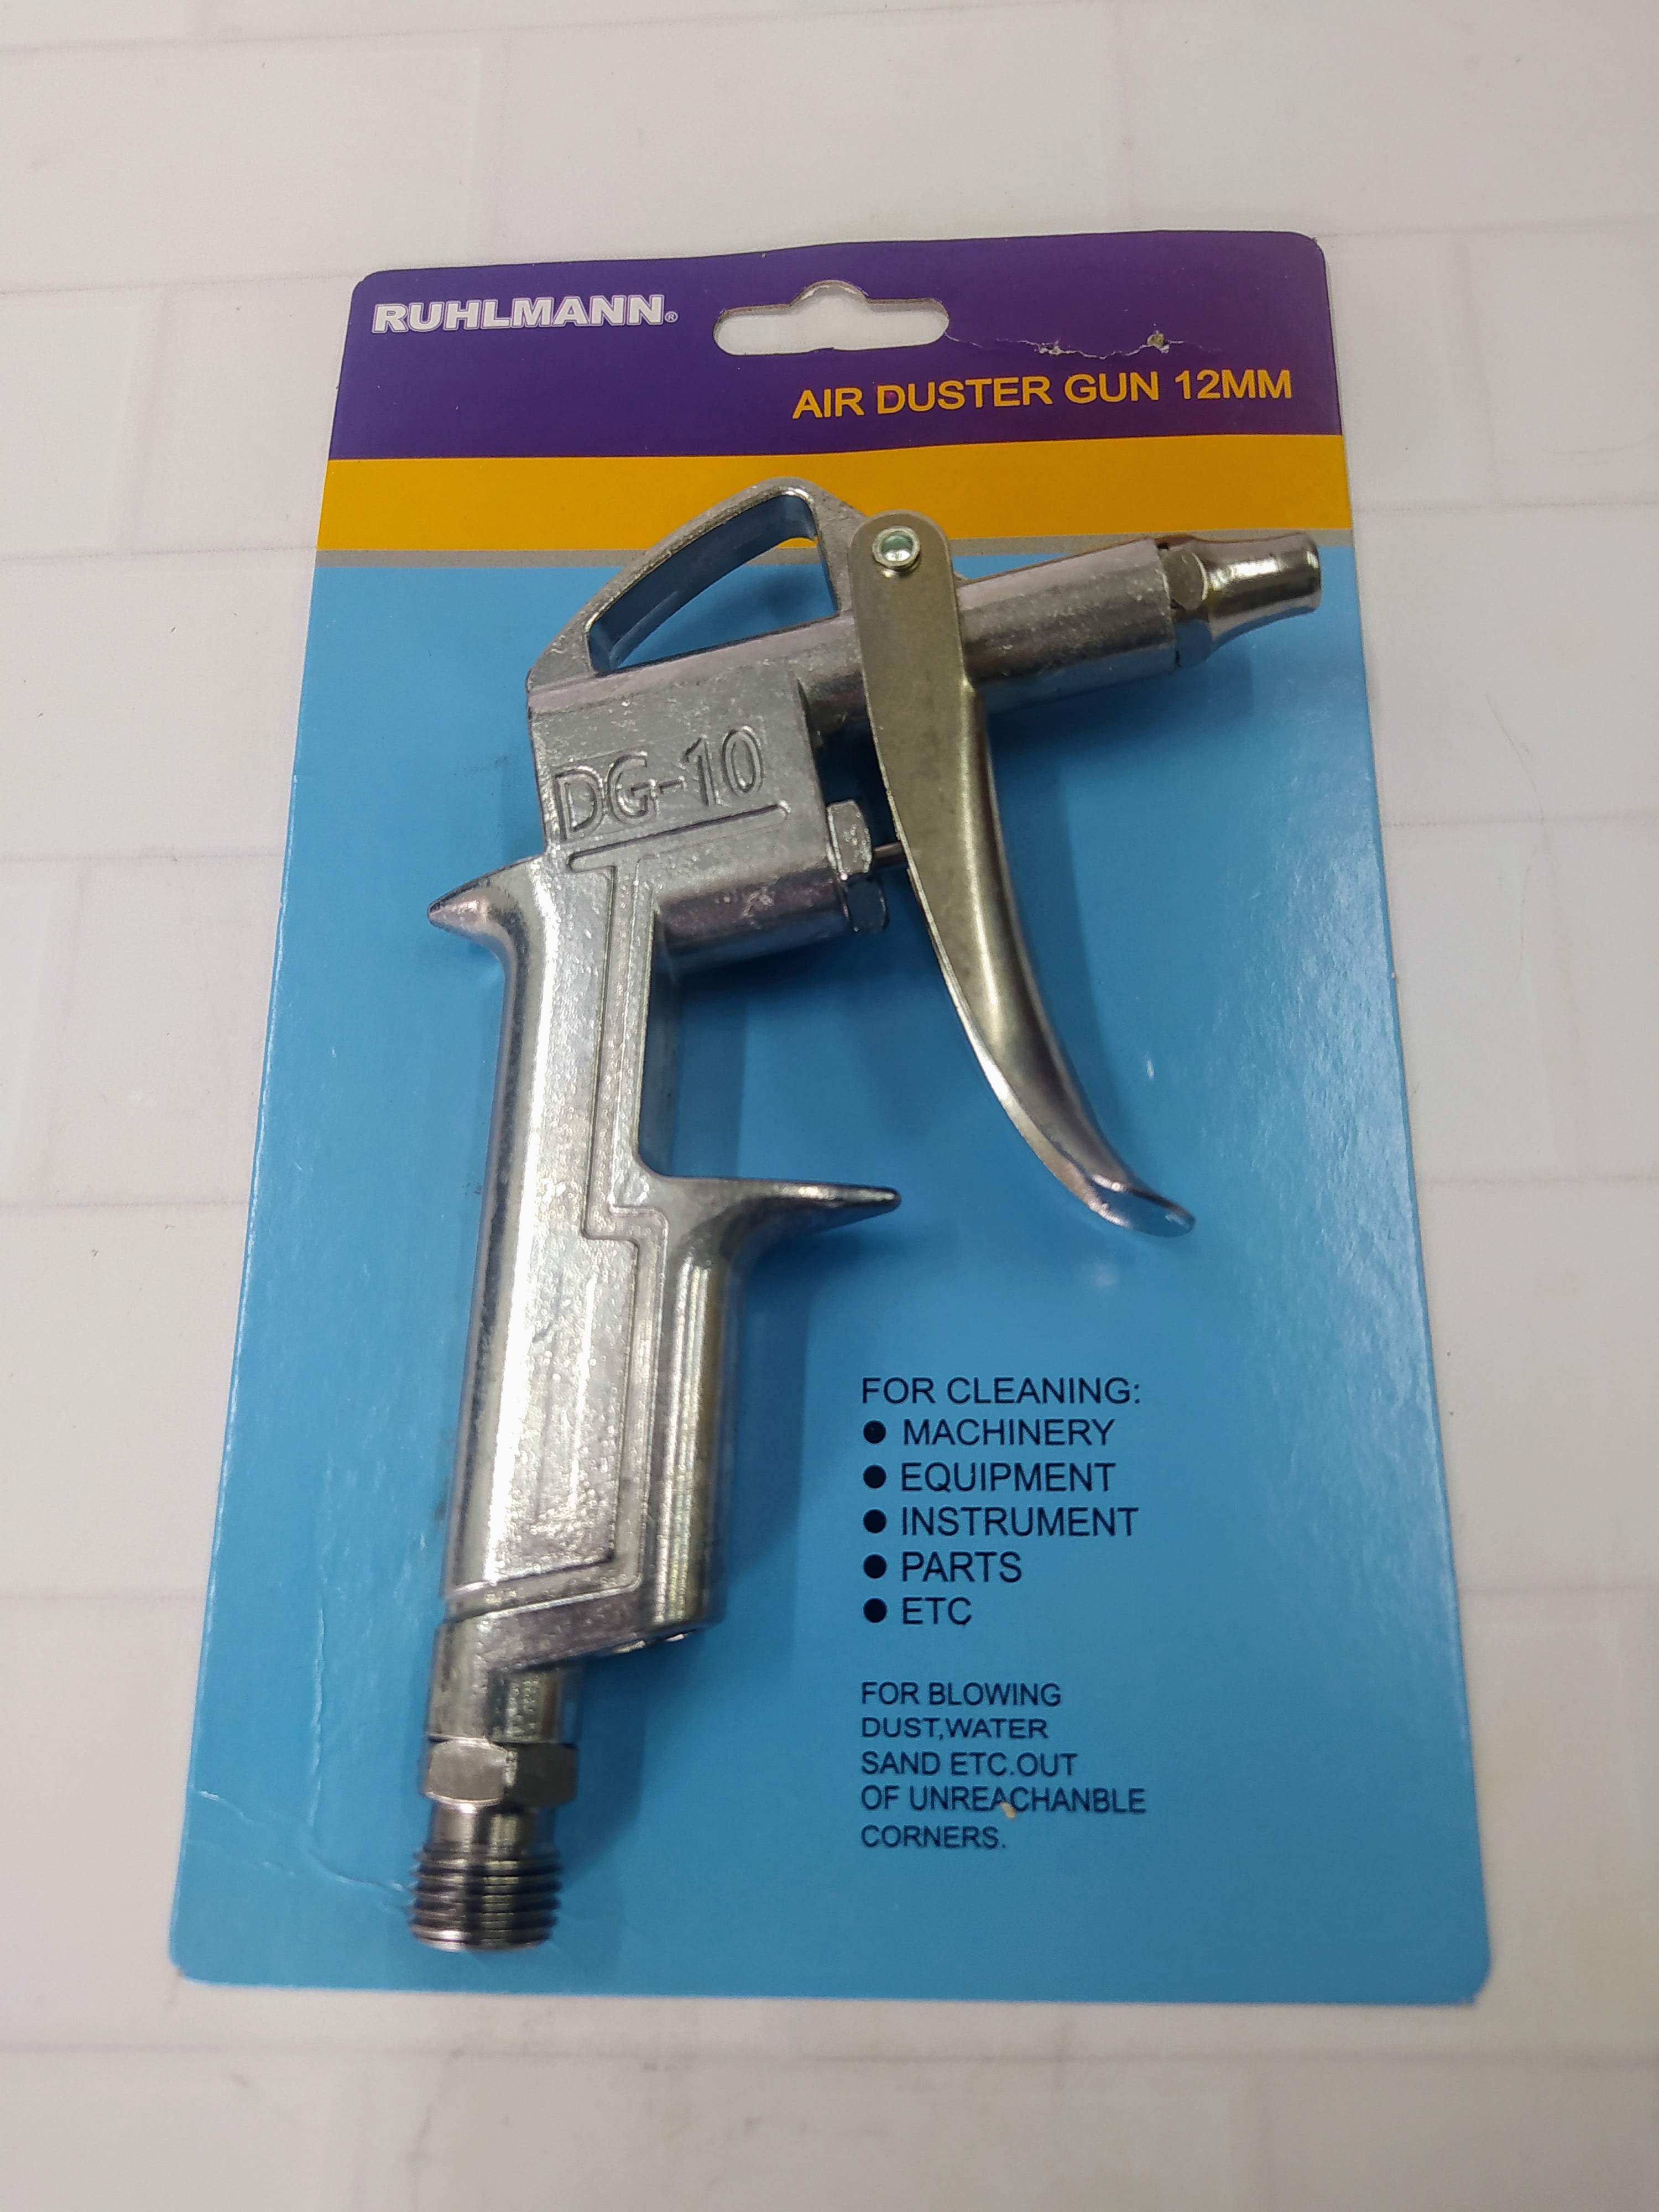 RUHLMANN®
AIR DUSTER GUN 12MM
DG-10
FOR CLEANING:
● MACHINERY
● EQUIPMENT
● INSTRUMENT
● PARTS
● ETC
FOR BLOWING
DUST,WATER
SAND ETC.OUT
OF UNREACHANBLE
CORNERS.